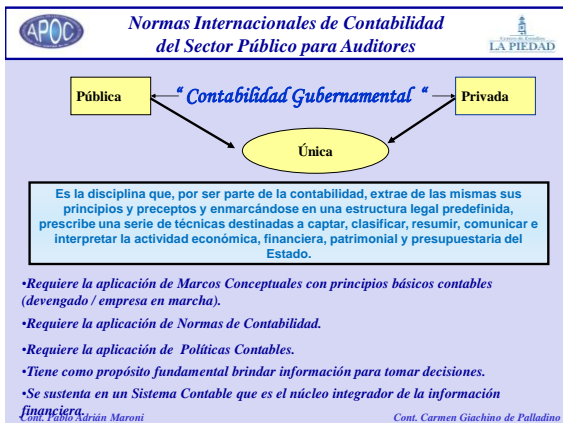 Normas Internacionales de Contabilidad
del Sector Público para Auditores
APOC
LA PIEDAD
Pública
“ Contabilidad Gubernamental “
Privada
Única
Es la disciplina que, por ser parte de la contabilidad, extrae de las mismas sus
principios y preceptos y enmarcándose en una estructura legal predefinida,
prescribe una serie de técnicas destinadas a captar, clasificar, resumir, comunicar e
interpretar la actividad económica, financiera, patrimonial y presupuestaria del
Estado.
•Requiere la aplicación de Marcos Conceptuales con principios básicos contables
(devengado / empresa en marcha).
•Requiere la aplicación de Normas de Contabilidad.
•Requiere la aplicación de Políticas Contables.
•Tiene como propósito fundamental brindar información para tomar decisiones.
•Se sustenta en un Sistema Contable que es el núcleo integrador de la información
financiera.
Cont. Pablo Adrián Maroni
Cont. Carmen Giachino de Palladino